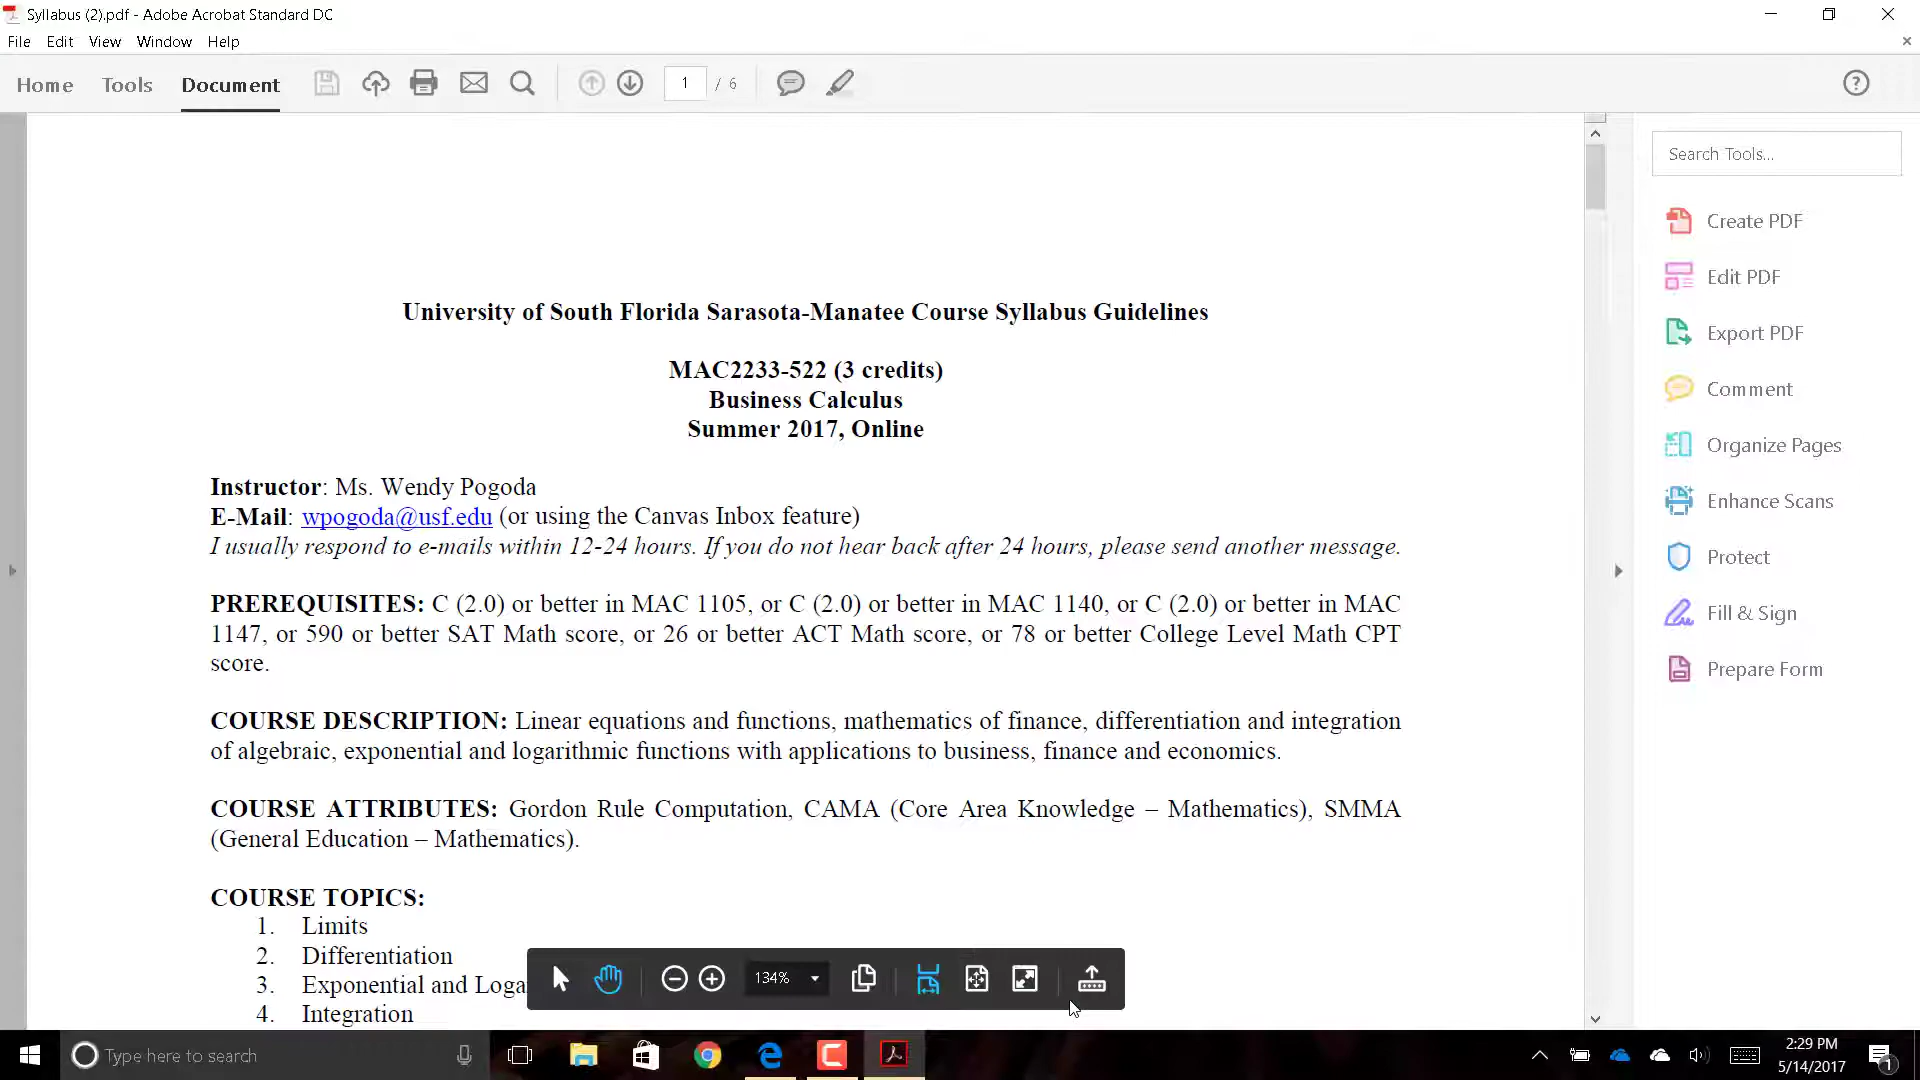 Syllabus (2).pdf - Adobe Acrobat Standard DC
File Edit View Window Help
Home Tools Document 1 / 6
Search Tools...
Create PDF
Edit PDF
Export PDF
Comment
Organize Pages
Enhance Scans
Protect
Fill & Sign
Prepare Form
University of South Florida Sarasota-Manatee Course Syllabus Guidelines
MAC2233-522 (3 credits)
Business Calculus
Summer 2017, Online
Instructor: Ms. Wendy Pogoda
E-Mail: wpogoda@usf.edu (or using the Canvas Inbox feature)
I usually respond to e-mails within 12-24 hours. If you do not hear back after 24 hours, please send another message.
PREREQUISITES: C (2.0) or better in MAC 1105, or C (2.0) or better in MAC 1140, or C (2.0) or better in MAC
1147, or 590 or better SAT Math score, or 26 or better ACT Math score, or 78 or better College Level Math CPT
score.
COURSE DESCRIPTION: Linear equations and functions, mathematics of finance, differentiation and integration
of algebraic, exponential and logarithmic functions with applications to business, finance and economics.
COURSE ATTRIBUTES: Gordon Rule Computation, CAMA (Core Area Knowledge – Mathematics), SMMA
(General Education – Mathematics).
COURSE TOPICS:
1. Limits
2. Differentiation
3. Exponential and Loga
4. Integration
134%
Type here to search
2:29 PM
5/14/2017
1